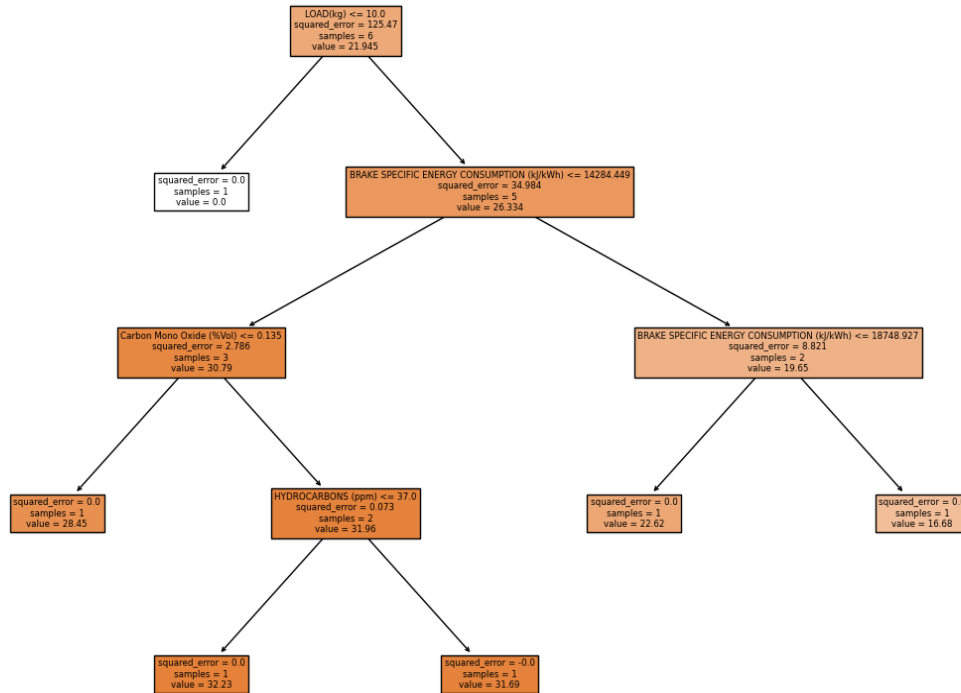 LOAD(kg) <= 10.0
squared_error = 125.47
samples = 6
value = 21.945
squared_error = 0.0
samples = 1
value = 0.0
BRAKE SPECIFIC ENERGY CONSUMPTION (kJ/kWh) <= 14284.449
squared_error = 34.984
samples = 5
value = 26.334
Carbon Mono Oxide (%Vol) <= 0.135
squared_error = 2.786
samples = 3
value = 30.79
BRAKE SPECIFIC ENERGY CONSUMPTION (kJ/kWh) <= 18748.927
squared_error = 8.821
samples = 2
value = 19.65
squared_error = 0.0
samples = 1
value = 28.45
HYDROCARBONS (ppm) <= 37.0
squared_error = 0.073
samples = 2
value = 31.96
squared_error = 0.0
samples = 1
value = 22.62
squared_error = 0.
samples = 1
value = 16.68
squared_error = 0.0
samples = 1
value = 32.23
squared_error = -0.0
samples = 1
value = 31.69